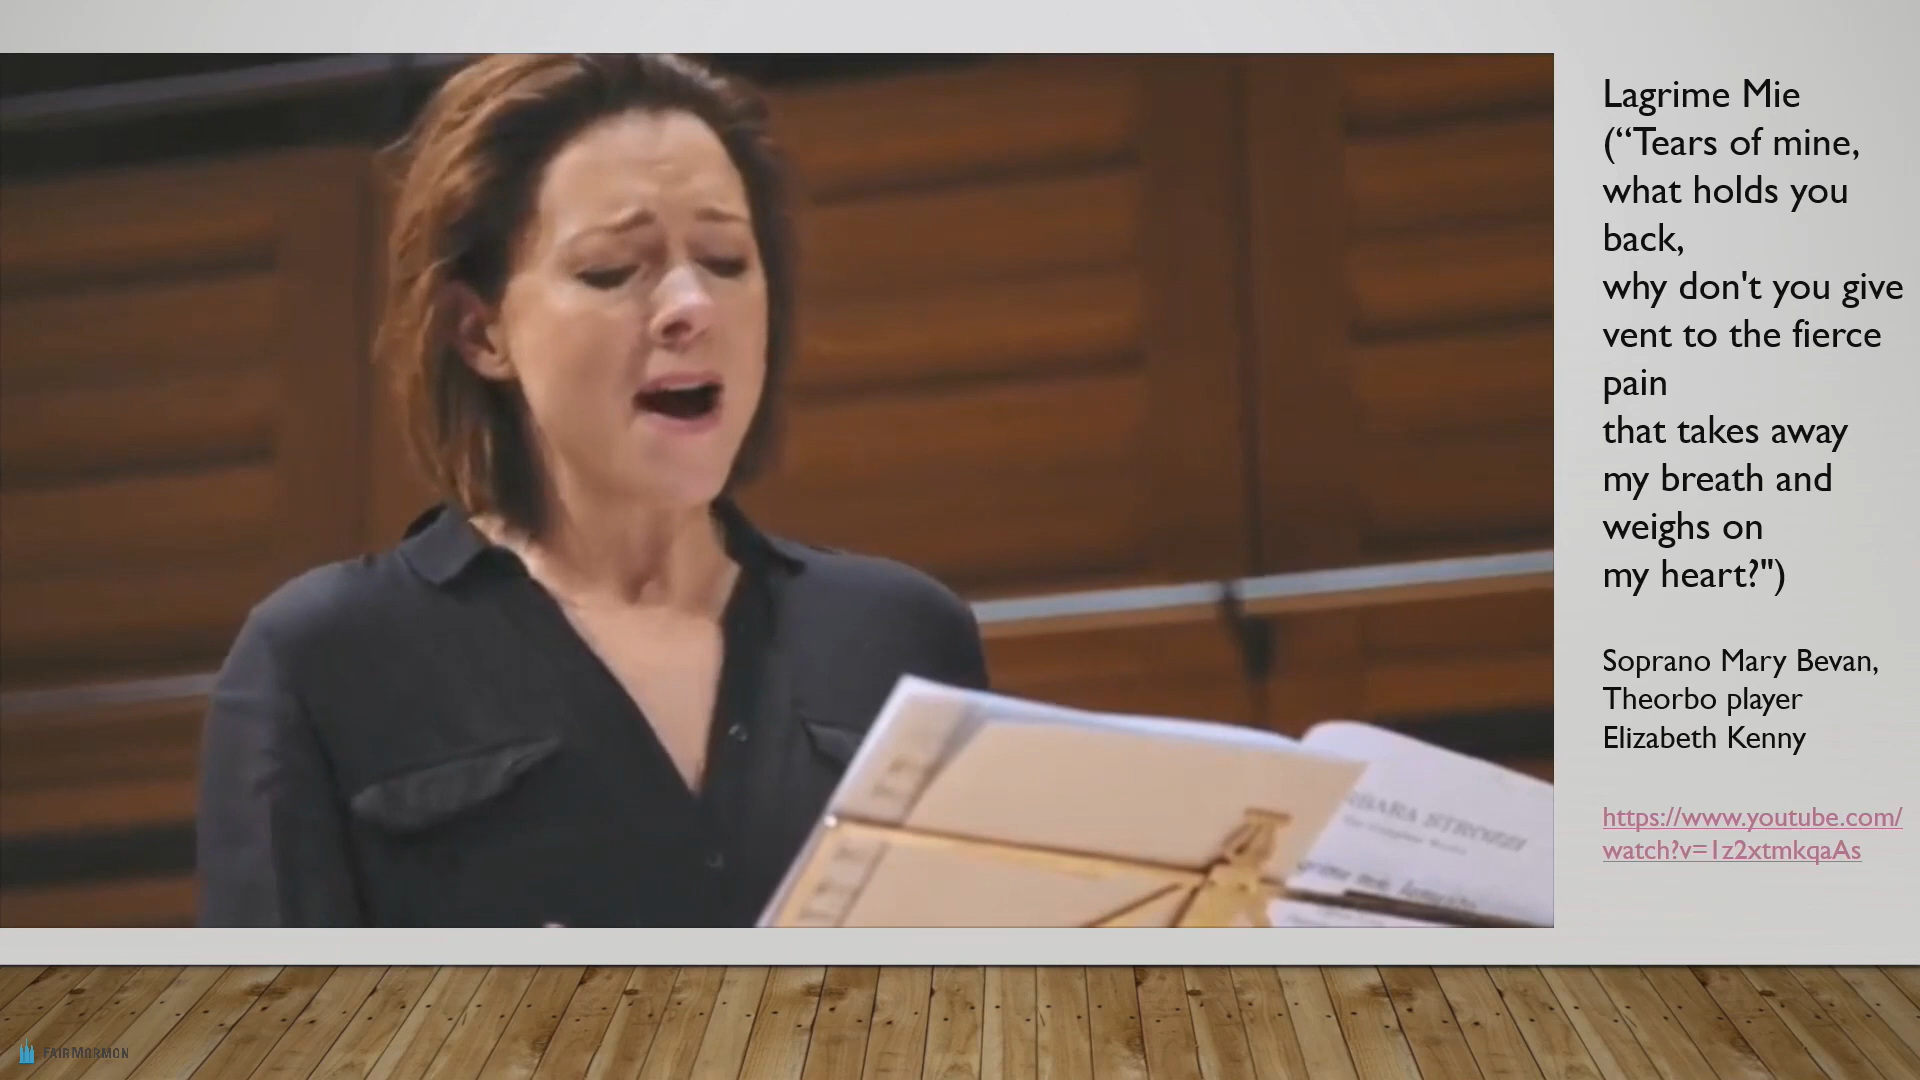 Lagrime Mie
(“Tears of mine,
what holds you
back,
why don't you give
vent to the fierce
pain
that takes away
my breath and
weighs on
my heart?")
Soprano Mary Bevan,
Theorbo player
Elizabeth Kenny
https://www.youtube.com/
watch?v=1z2xtmkqaAs
STROZZI
FAIRMORMON